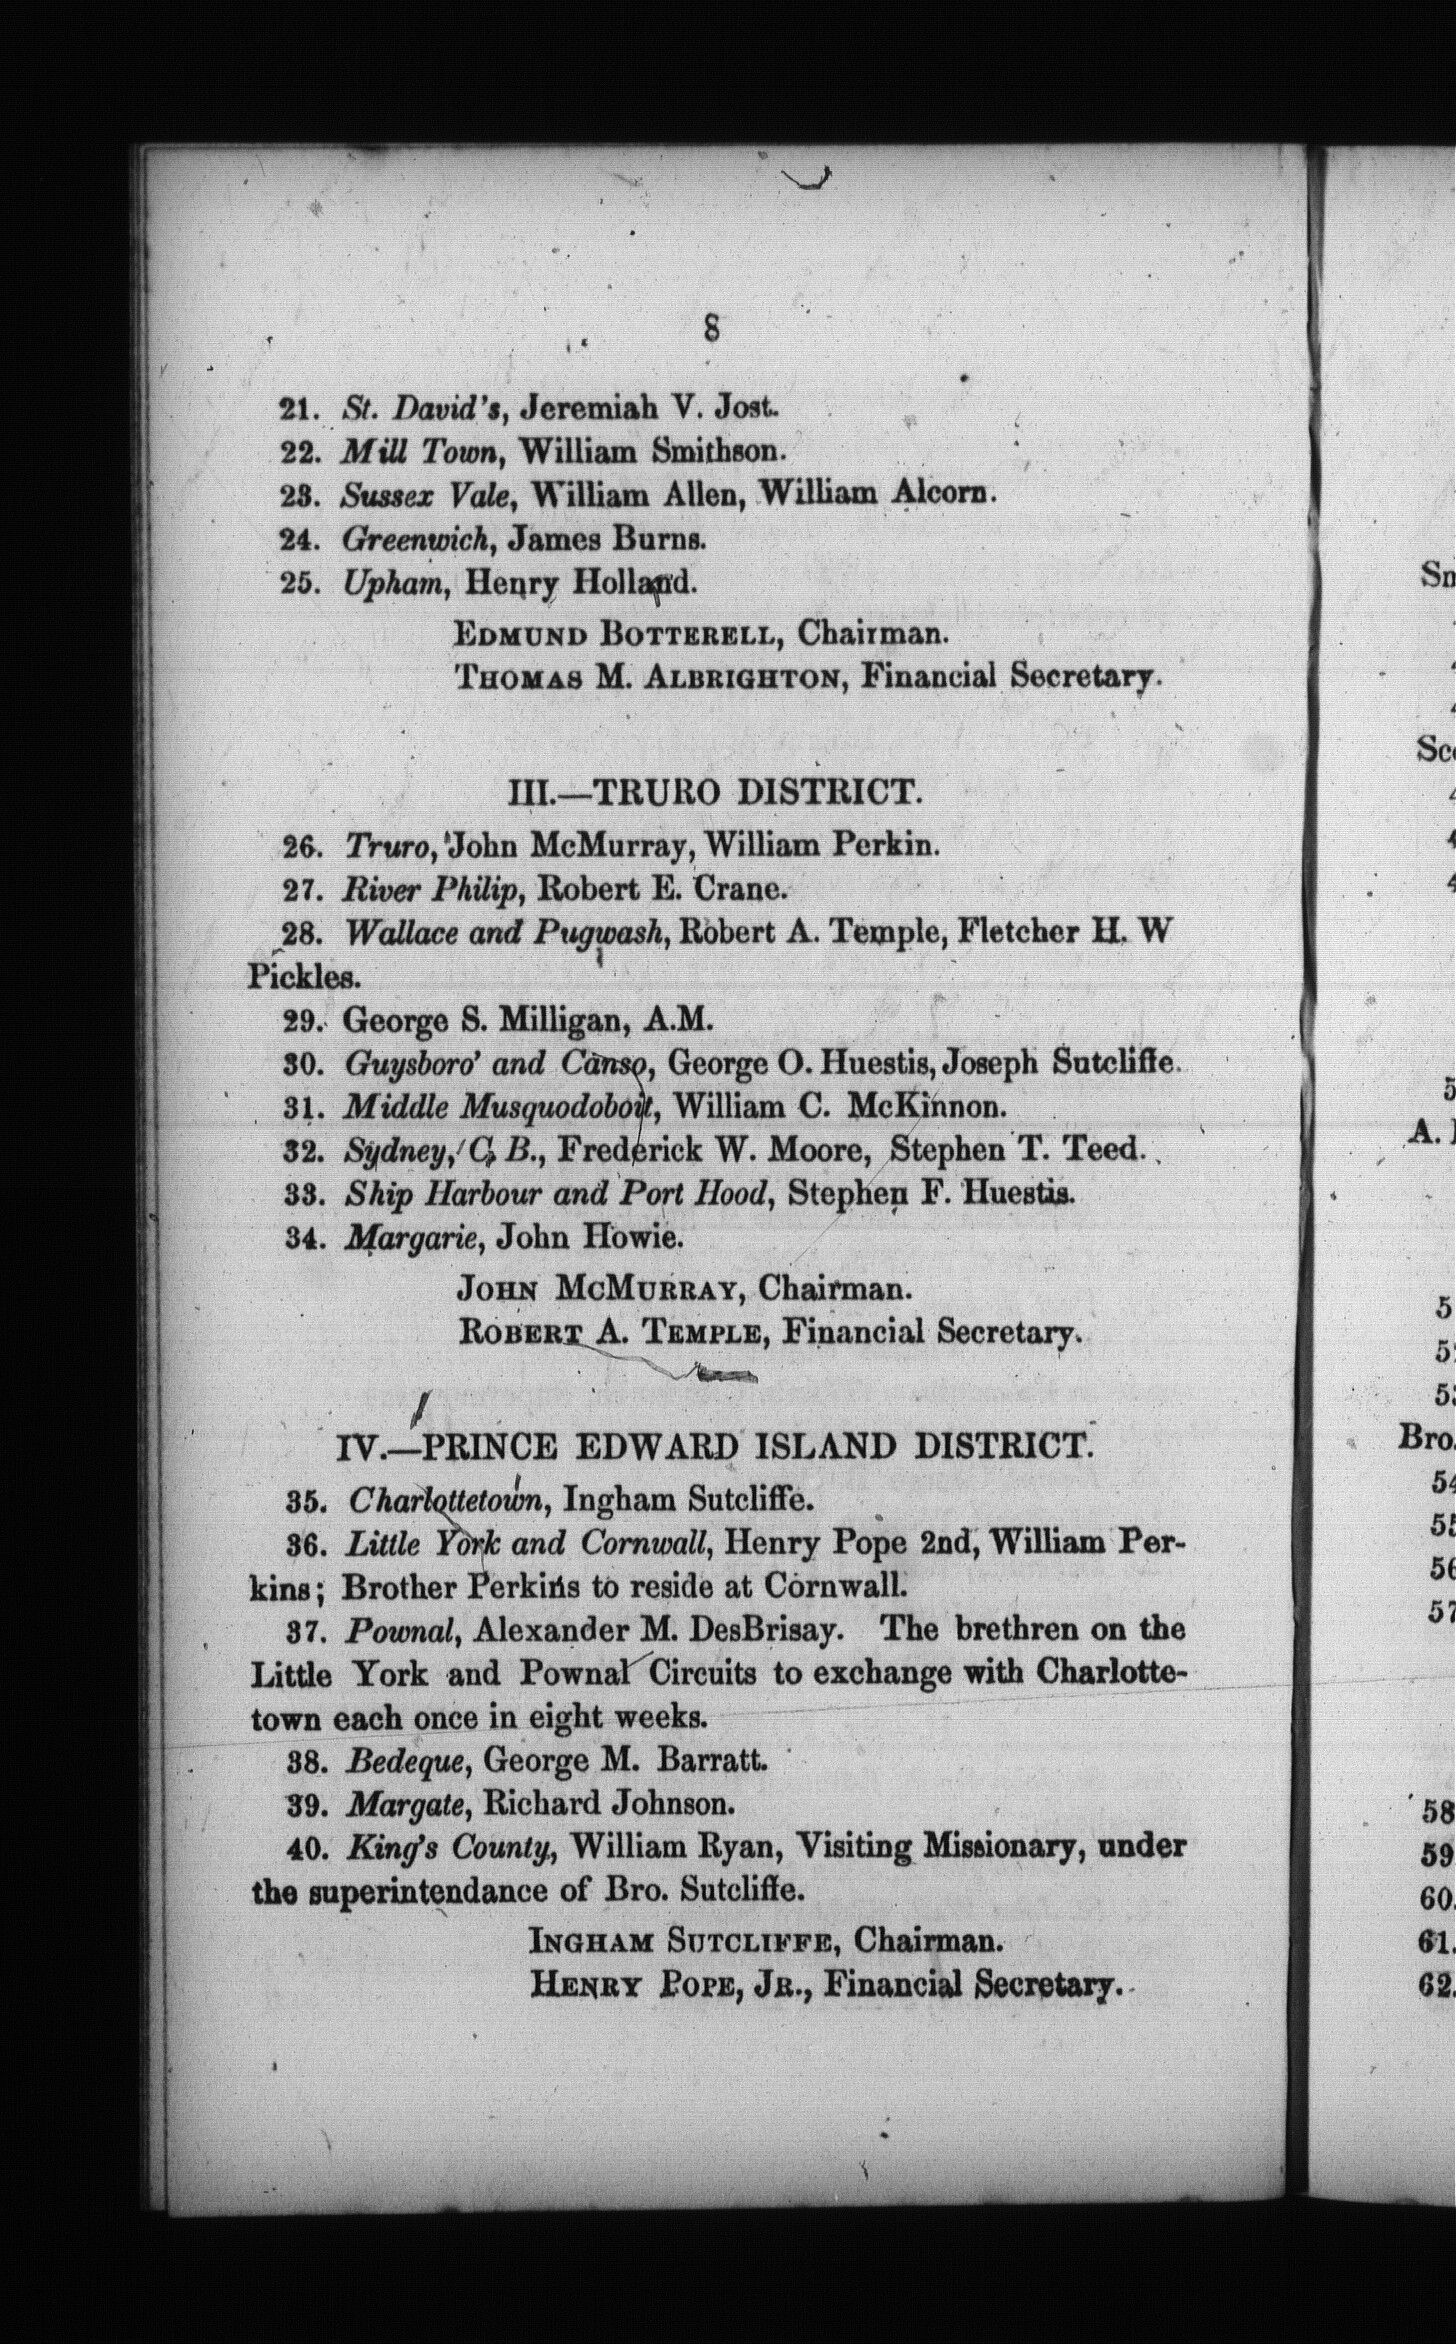 8
21. St. David's, Jeremiah V. Jost.
22. Mill Town, William Smithson.
23. Sussex Vale, William Allen, William Alcorn.
24. Greenwich, James Burns.
25. Upham, Henry Holland.
EDMUND BOTTERELL, Chairman.
THOMAS M. ALBRIGHTON, Financial Secretary.
III.—TRURO DISTRICT.
26. Truro, John McMurray, William Perkin.
27. River Philip, Robert E. Crane.
28. Wallace and Pugwash, Robert A. Temple, Fletcher H. W
Pickles.
29. George S. Milligan, A.M.
30. Guysboro' and Canso, George O. Huestis, Joseph Sutcliffe.
31. Middle Musquodoboit, William C. McKinnon.
32. Sydney, C. B., Frederick W. Moore, Stephen T. Teed.
33. Ship Harbour and Port Hood, Stephen F. Huestis.
34. Margarie, John Howie.
JOHN MCMURRAY, Chairman.
ROBERT A. TEMPLE, Financial Secretary.
IV.—PRINCE EDWARD ISLAND DISTRICT.
35. Charlottetown, Ingham Sutcliffe.
36. Little York and Cornwall, Henry Pope 2nd, William Per-
kins; Brother Perkins to reside at Cornwall.
37. Pownal, Alexander M. DesBrisay. The brethren on the
Little York and Pownal Circuits to exchange with Charlotte-
town each once in eight weeks.
38. Bedeque, George M. Barratt.
39. Margate, Richard Johnson.
40. King's County, William Ryan, Visiting Missionary, under
the superintendance of Bro. Sutcliffe.
INGHAM SUTCLIFFE, Chairman.
HENRY POPE, JR., Financial Secretary.
A.
5
Bro.
58
59
60.
61.
62.